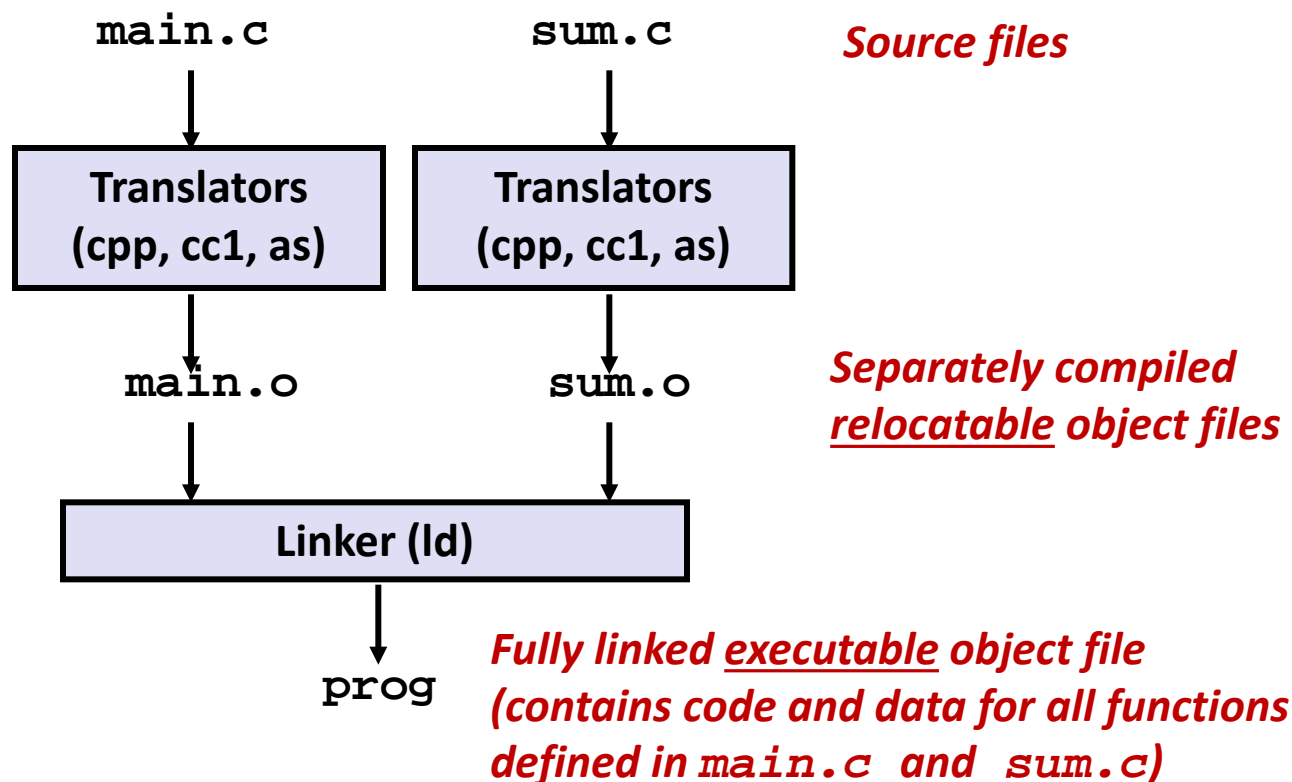 main.c
sum.c
Source files
Translators
(cpp, cc1, as)
Translators
(cpp, cc1, as)
main.o
sum.o
Separately compiled
relocatable object files
Linker (ld)
prog
Fully linked executable object file
(contains code and data for all functions
defined in main.c and sum.c)